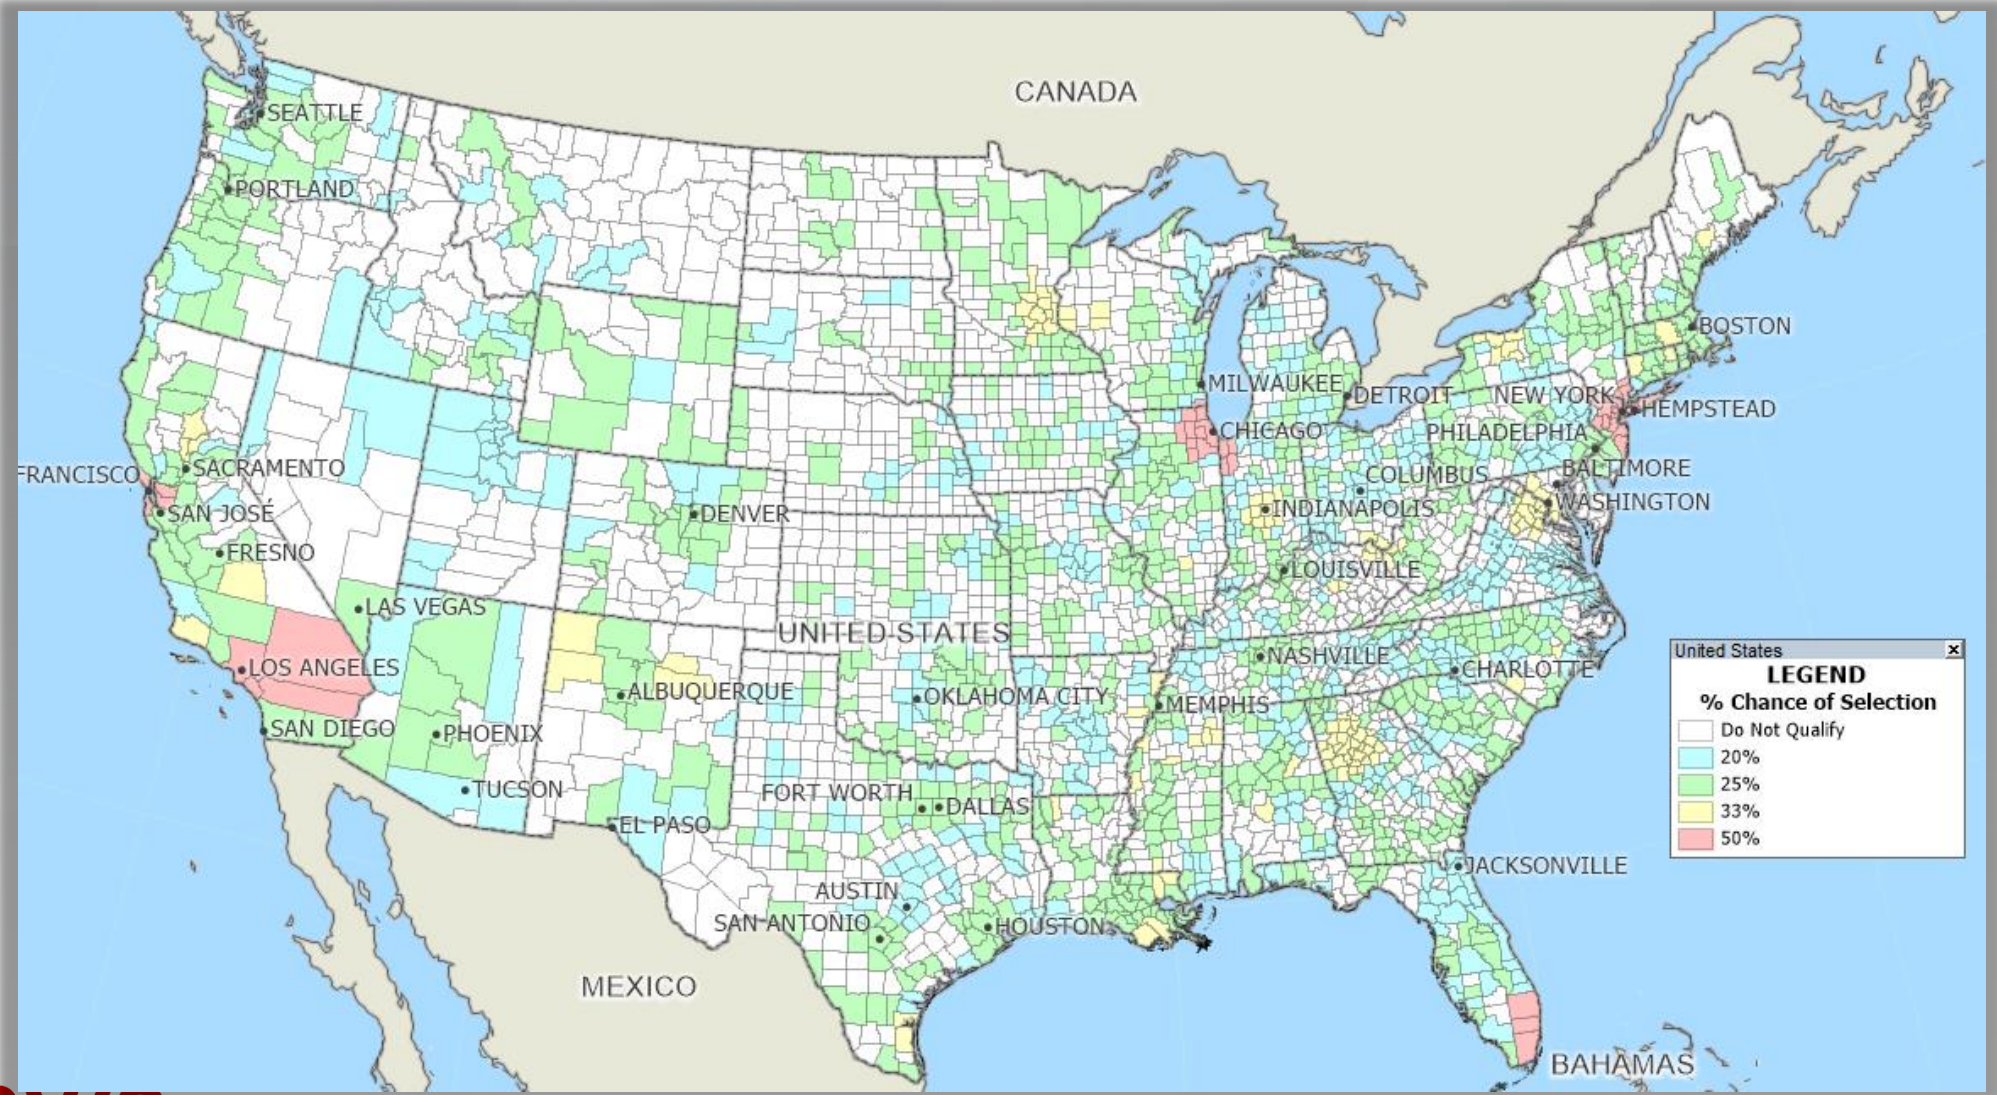 CANADA
SEATTLE
PORTLAND
BOSTON
MILWAUKEE
DETROIT
NEW YORK
HEMPSTEAD
CHICAGO
PHILADELPHIA
SACRAMENTO
FRANCISCO
COLUMBUS
BALTIMORE
WASHINGTON
SAN JOSÉ
DENVER
INDIANAPOLIS
FRESNO
LOUISVILLE
LAS VEGAS
UNITED STATES
NASHVILLE
CHARLOTTE
LOS ANGELES
ALBUQUERQUE
OKLAHOMA CITY
MEMPHIS
SAN DIEGO
PHOENIX
TUCSON
FORT WORTH
DALLAS
EL PASO
JACKSONVILLE
AUSTIN
SAN ANTONIO
HOUSTON
MEXICO
BAHAMAS
United States
LEGEND
% Chance of Selection
Do Not Qualify
20%
25%
33%
50%